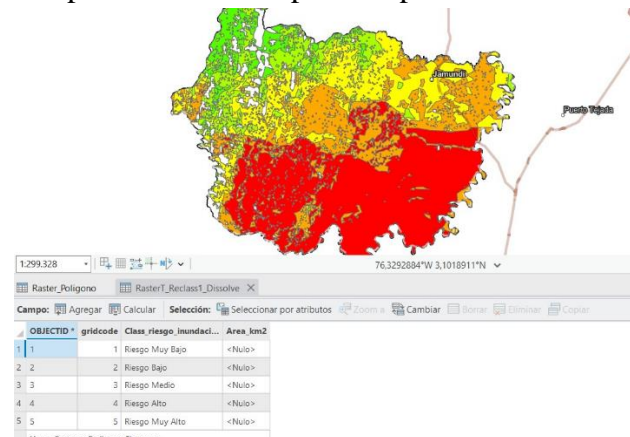 Jamundí
Puerto Tejada
1:299.328
76,3292884°W 3,1018911°N
Raster_Poligono RasterT_Reclass1_Dissolve
Campo: Agregar Calcular Selección: Seleccionar por atributos Zoom a Cambiar Borrar Eliminar Copiar
OBJECTID * gridcode Class_riesgo_inundaci... Area_km2
1 1 1 Riesgo Muy Bajo <Nulo>
2 2 2 Riesgo Bajo <Nulo>
3 3 3 Riesgo Medio <Nulo>
4 4 4 Riesgo Alto <Nulo>
5 5 5 Riesgo Muy Alto <Nulo>